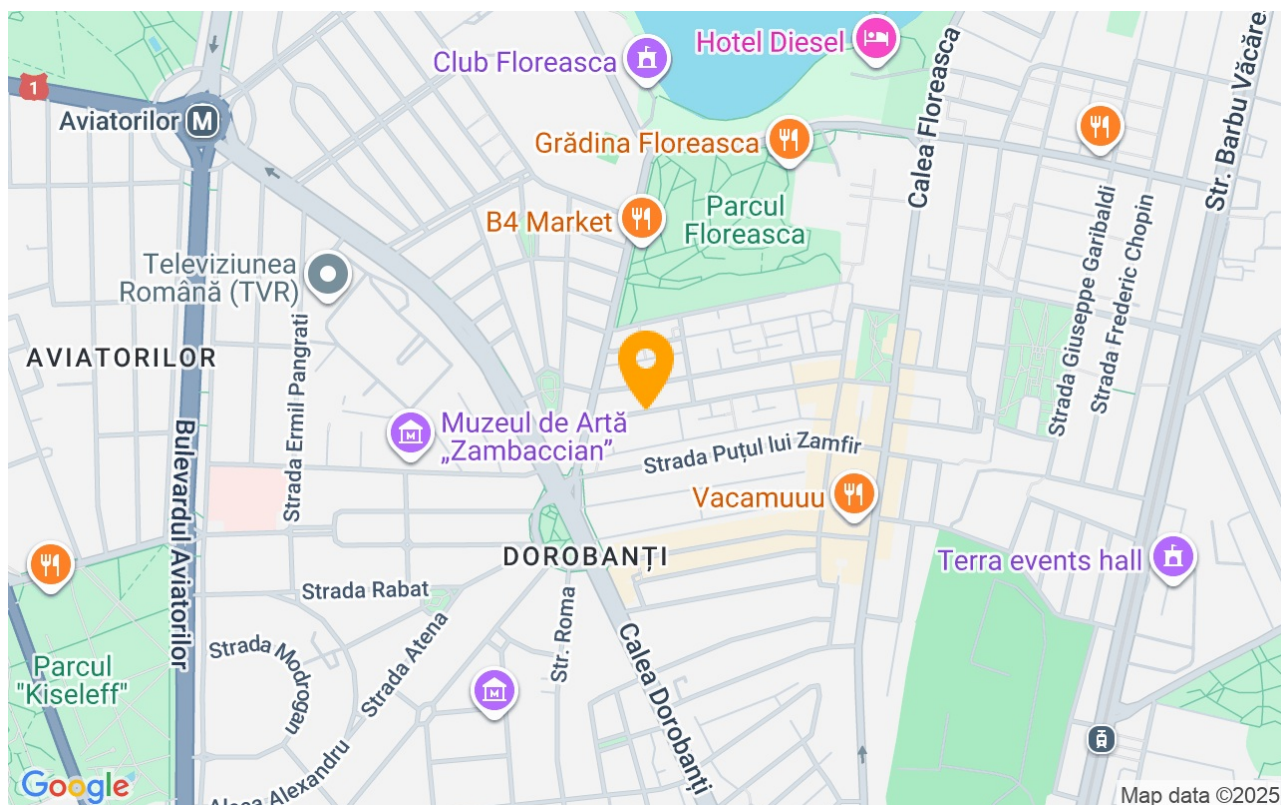 Hotel Diesel
Club Floreasca
1
Aviatorilor
M
Grădina Floreasca
Calea Floreasca
Str. Barbu Văcăre
B4 Market
Parcul
Floreasca
Televiziunea
Română (TVR)
Strada Giuseppe Garibaldi
Strada Frederic Chopin
AVIATORILOR
Strada Ermil Pangrati
Bulevardul Aviatorilor
Muzeul de Artă
„Zambaccian”
Strada Puțul lui Zamfir
Vacamuuu
DOROBANȚI
Terra events hall
Strada Rabat
Str. Roma
Strada Atena
Strada Modrogan
Calea Dorobanți
Parcul
"Kiseleff"
Aleea Alexandru
Google
Map data ©2025